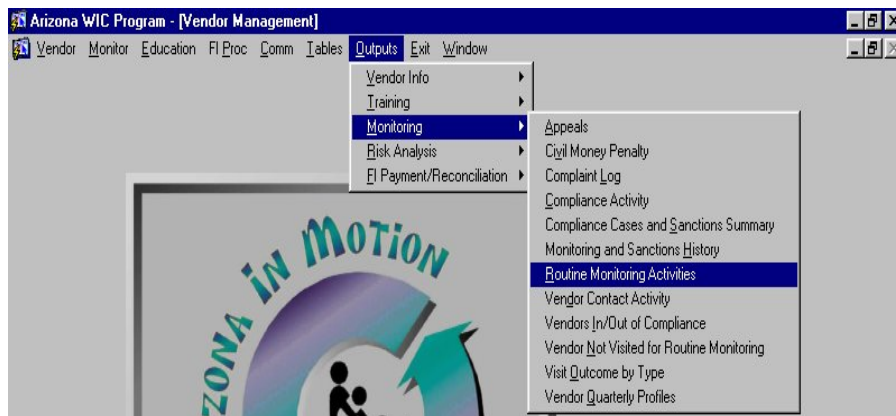 Arizona WIC Program - [Vendor Management]
Vendor Monitor Education FI Proc Comm Tables Outputs Exit Window
Vendor Info
Training
Monitoring
Risk Analysis
FI Payment/Reconciliation
Appeals
Civil Money Penalty
Complaint Log
Compliance Activity
Compliance Cases and Sanctions Summary
Monitoring and Sanctions History
Routine Monitoring Activities
Vendor Contact Activity
Vendors In/Out of Compliance
Vendor Not Visited for Routine Monitoring
Visit Outcome by Type
Vendor Quarterly Profiles
ARIZONA IN MOTION